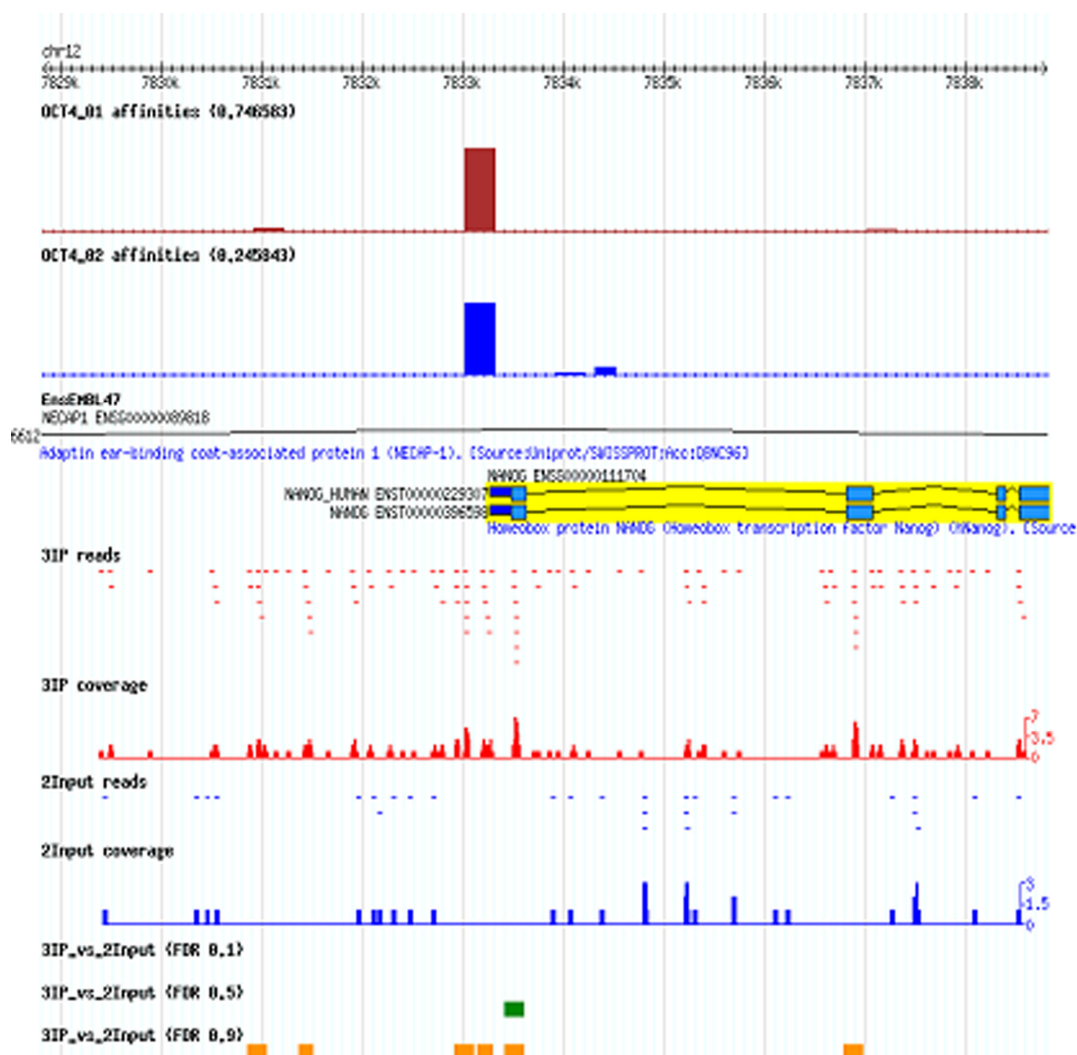 chr12
7829k 7830k 7831k 7832k 7833k 7834k 7835k 7836k 7837k 7838k
OCT4_01 affinities (0.746583)
OCT4_02 affinities (0.245843)
EnsEMBL47
NECAP1 ENSG00000089818
6612
Adaptin ear-binding coat-associated protein 1 (NECAP-1). [Source:Uniprot/SWISSPROT;Acc:Q8NC96]
NANOG ENSG00000111704
NANOG_HUMAN ENST00000229307
NANOG ENST00000396598
Homeobox protein NANOG (Homeobox transcription factor Nanog) (hNanog). [Source
3IP reads
3IP coverage
7
3.5
0
2Input reads
2Input coverage
3
1.5
0
3IP_vs_2Input (FDR 0.1)
3IP_vs_2Input (FDR 0.5)
3IP_vs_2Input (FDR 0.9)